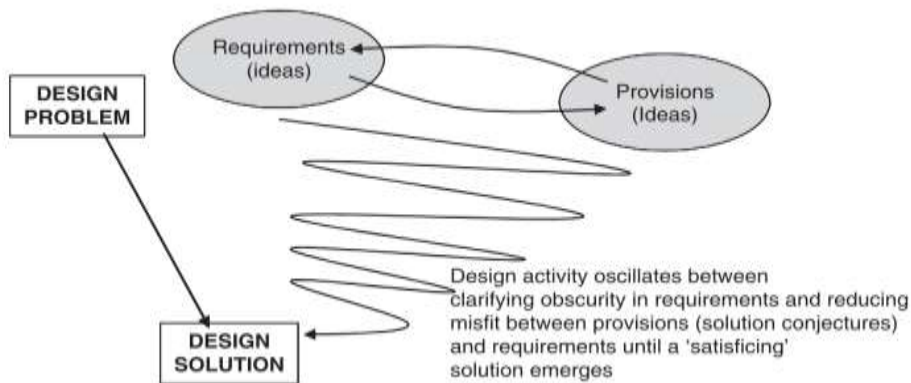 Requirements
(ideas)
Provisions
(Ideas)
DESIGN
PROBLEM
Design activity oscillates between
clarifying obscurity in requirements and reducing
misfit between provisions (solution conjectures)
and requirements until a ‘satisficing’
solution emerges
DESIGN
SOLUTION